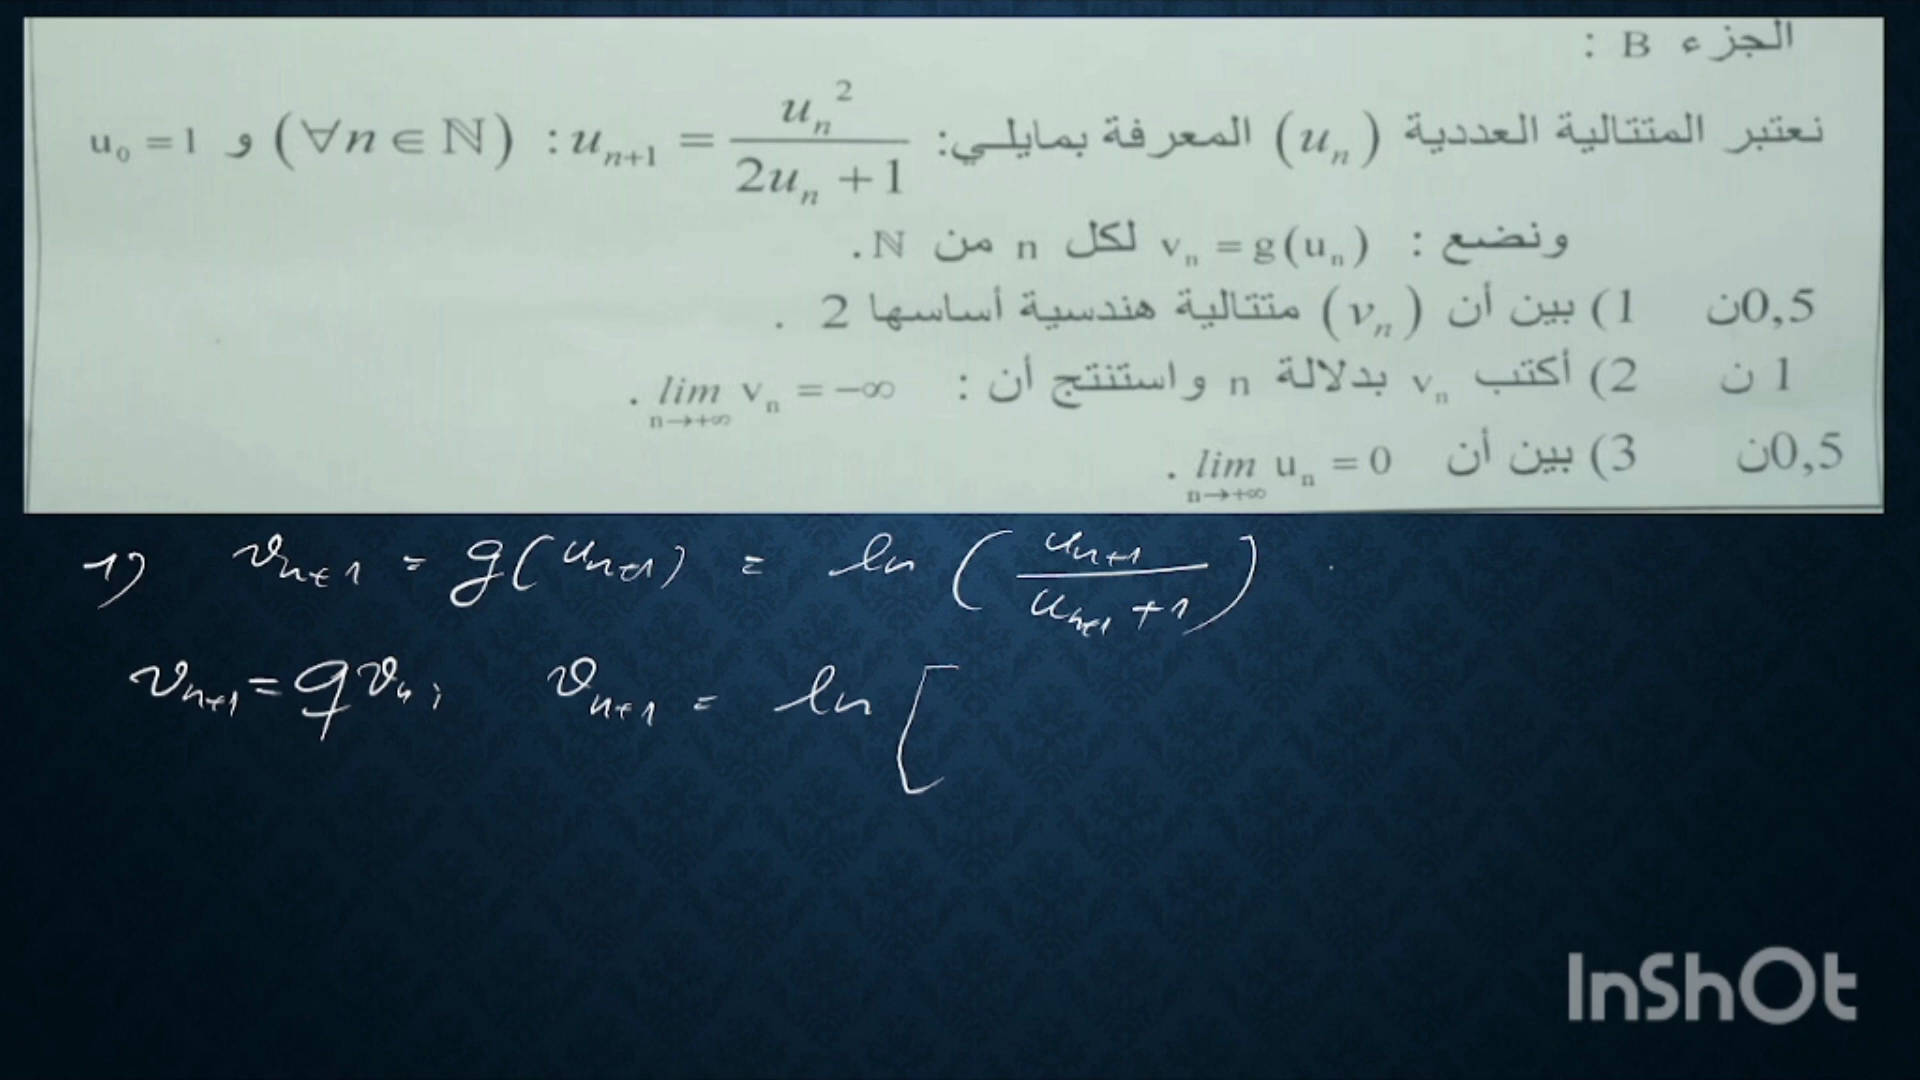 الجزء B :
نعتبر المتتالية العددية (u_n) المعرفة بمايلي: u_{n+1} = \frac{u_n^2}{2u_n + 1} : (∀n ∈ ℕ) و u_0 = 1
ونضع : v_n = g(u_n) لكل n من ℕ .
0,5ن 1) بين أن (v_n) متتالية هندسية أساسها 2 .
1 ن 2) أكتب v_n بدلالة n واستنتج أن : \lim_{n→+∞} v_n = −∞ .
0,5ن 3) بين أن \lim_{n→+∞} u_n = 0 .
1) v_{n+1} = g(u_{n+1}) = ln ( \frac{u_{n+1}}{u_{n+1} + 1} )
v_{n+1} = q v_n ; v_{n+1} = ln [
InShOt